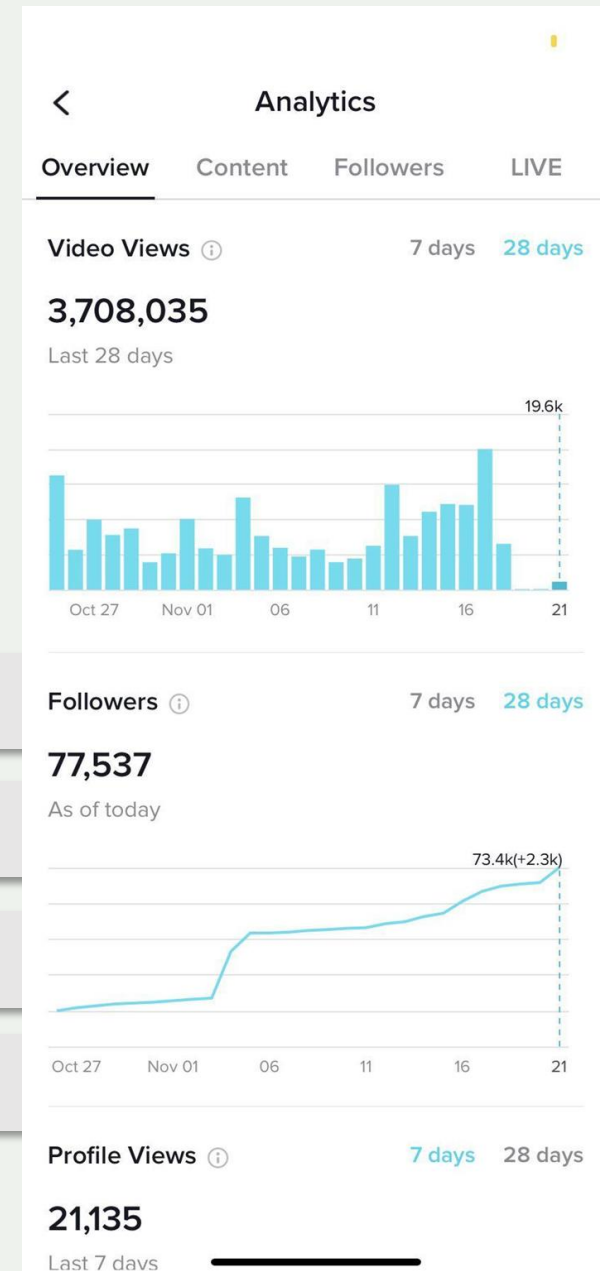 Analytics
Overview Content Followers LIVE
Video Views 7 days 28 days
3,708,035
Last 28 days
19.6k
Oct 27 Nov 01 06 11 16 21
Followers 7 days 28 days
77,537
As of today
73.4k(+2.3k)
Oct 27 Nov 01 06 11 16 21
Profile Views 7 days 28 days
21,135
Last 7 days